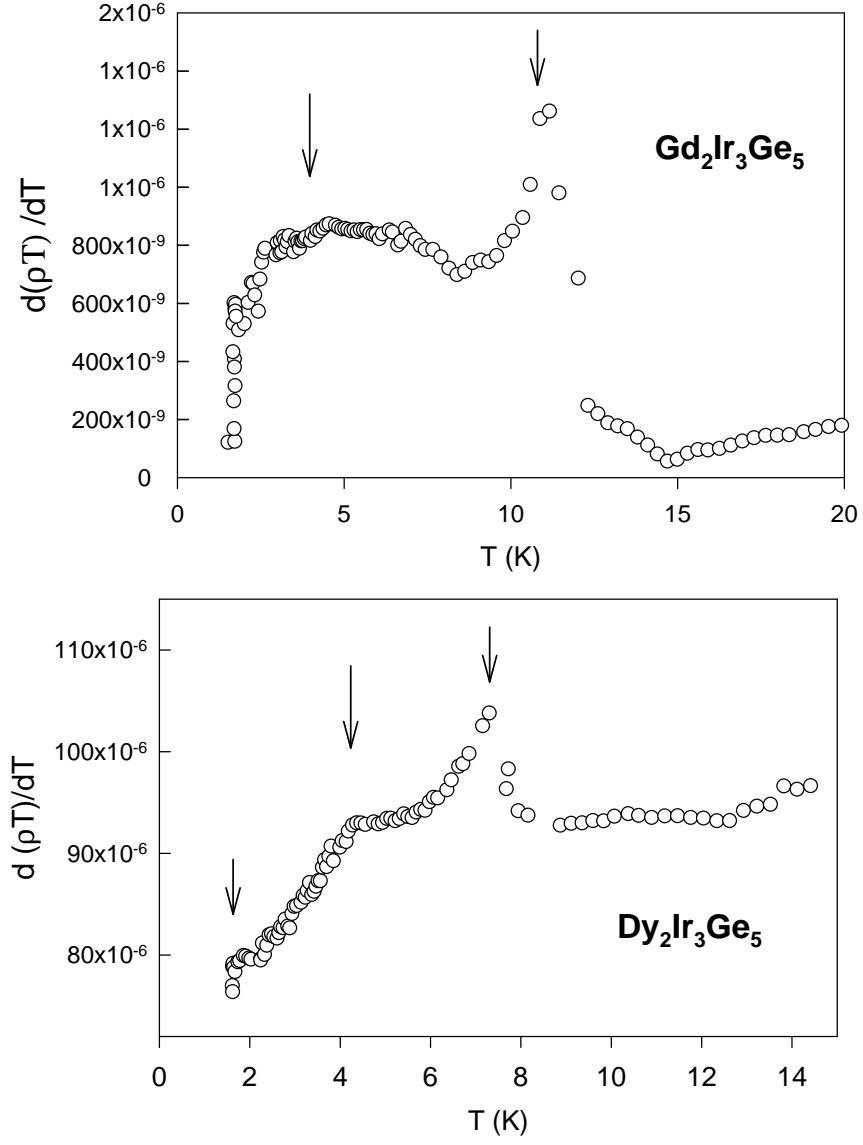 2x10⁻⁶
1x10⁻⁶
1x10⁻⁶
1x10⁻⁶
800x10⁻⁹
600x10⁻⁹
400x10⁻⁹
200x10⁻⁹
0
d(ρT) /dT
Gd₂Ir₃Ge₅
0 5 10 15 20
T (K)
110x10⁻⁶
100x10⁻⁶
90x10⁻⁶
80x10⁻⁶
d (ρT)/dT
Dy₂Ir₃Ge₅
0 2 4 6 8 10 12 14
T (K)